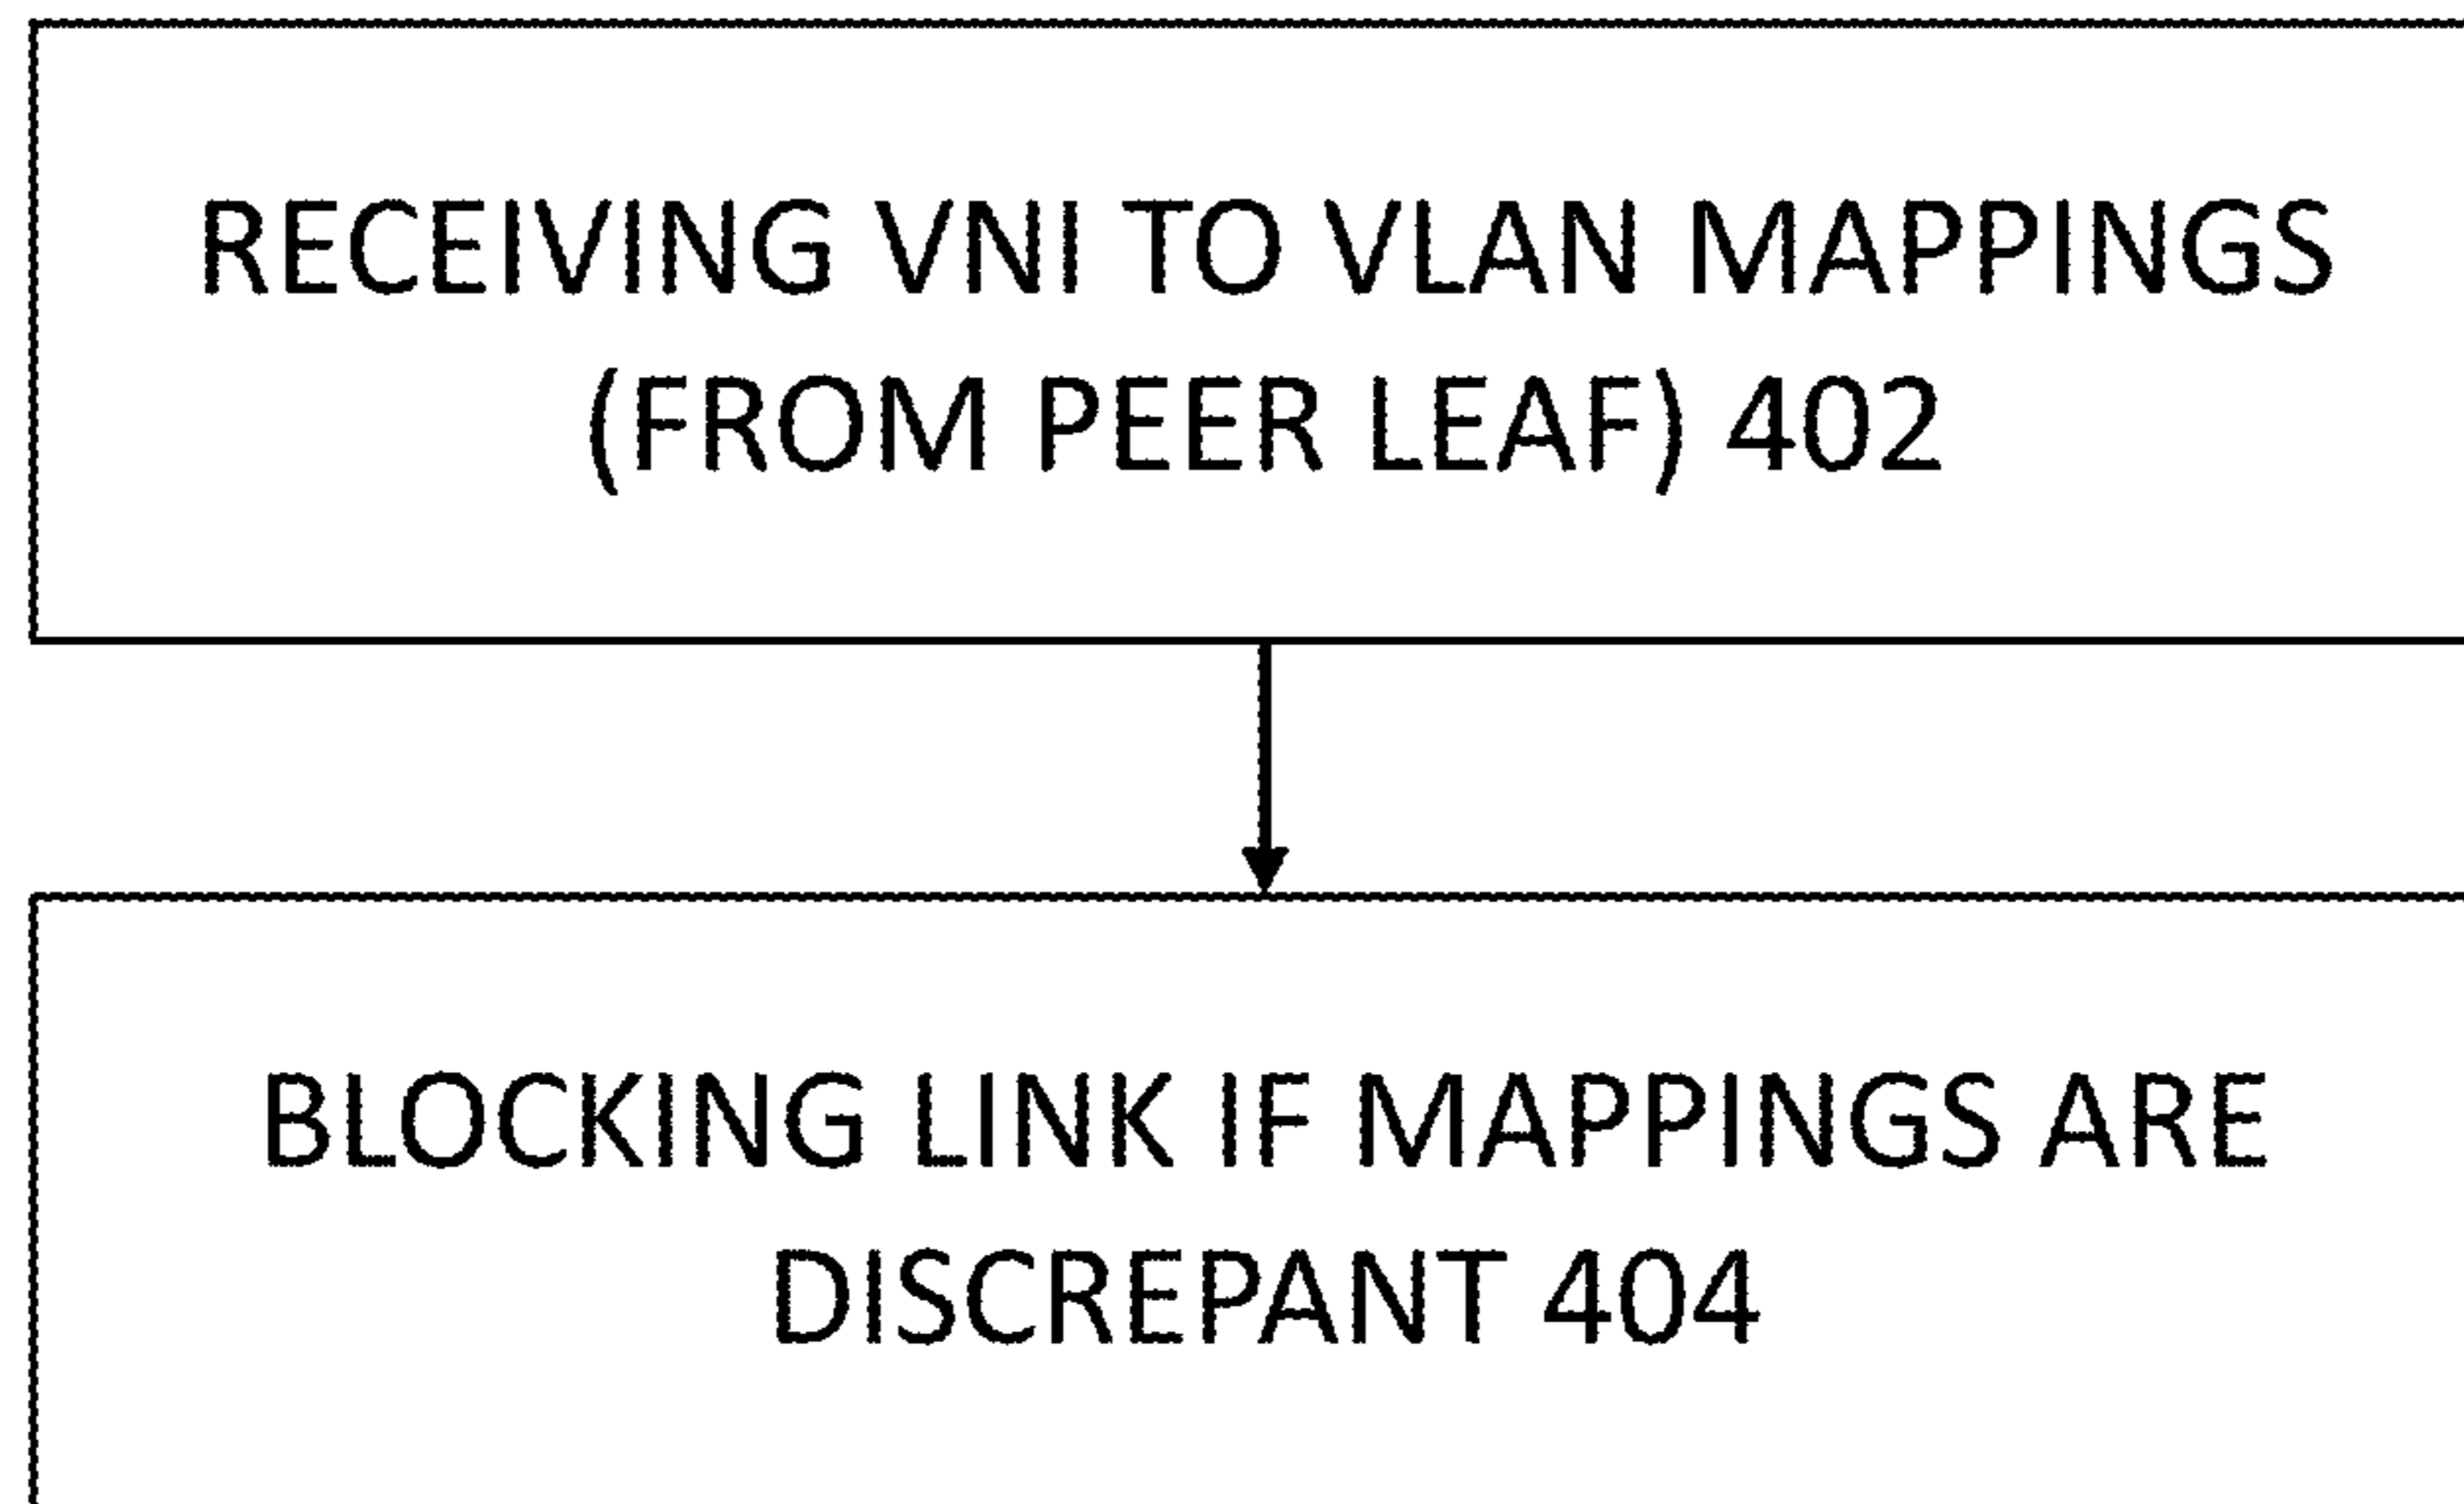 RECEIVING VNI TO VLAN MAPPINGS
(FROM PEER LEAF) 402
BLOCKING LINK IF MAPPINGS ARE
DISCREPANT 404